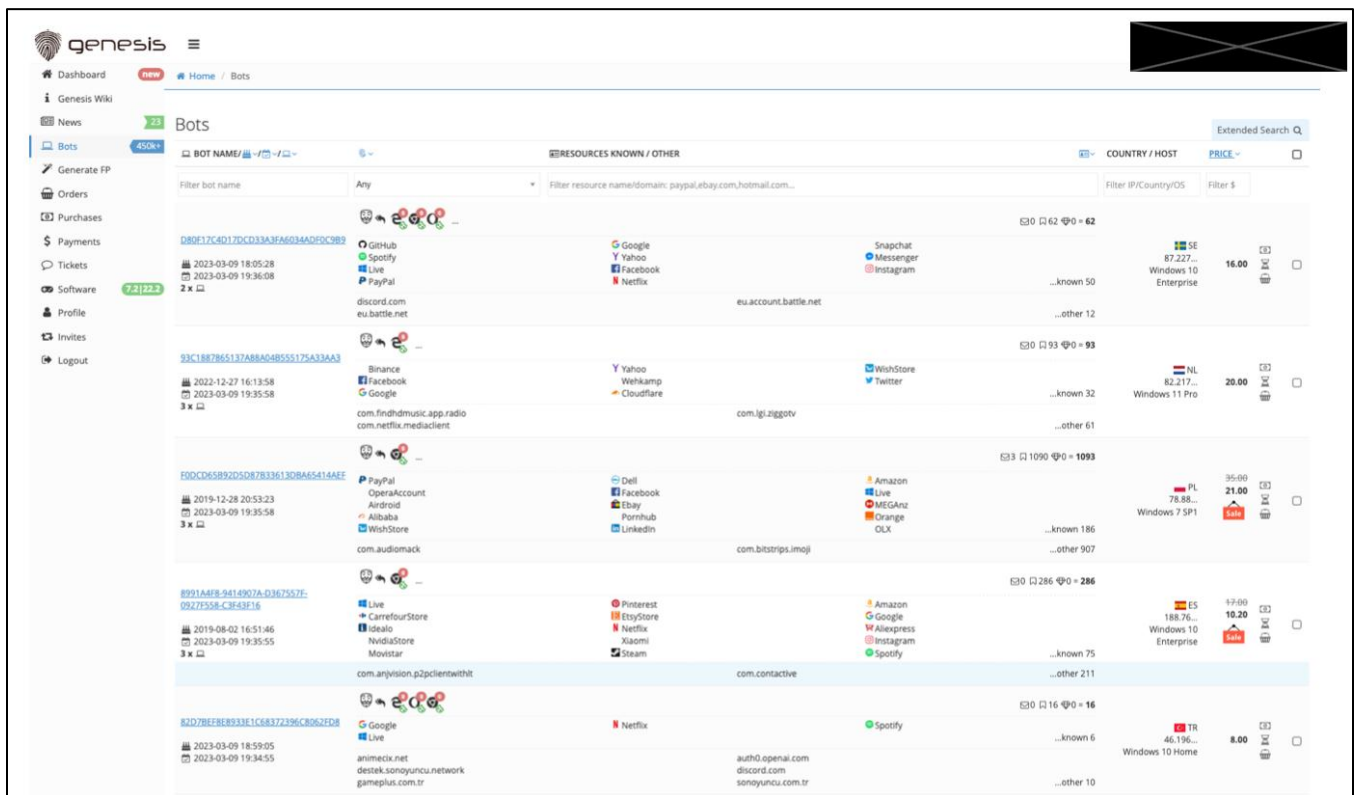 genesis
Dashboard new
Home / Bots
Genesis Wiki
News 23
Bots
Extended Search
Bots 450k+
BOT NAME/ / / RESOURCES KNOWN / OTHER COUNTRY / HOST PRICE
Generate FP
Filter bot name Any Filter resource name/domain: paypal,ebay.com,hotmail.com... Filter IP/Country/OS Filter $
Orders
Purchases
Payments
Tickets
Software 7.2|22.2
Profile
Invites
Logout
... 0 62 0 = 62
D80F17C4D17DCD33A3FA6034ADF0C9B9
2023-03-09 18:05:28
2023-03-09 19:36:08
2 x
GitHub Google Snapchat
Spotify Yahoo Messenger
Live Facebook Instagram
PayPal Netflix ...known 50
discord.com eu.account.battle.net
eu.battle.net ...other 12
SE
87.227...
Windows 10
Enterprise
16.00
... 0 93 0 = 93
93C1887865137A88A04B555175A33AA3
2022-12-27 16:13:58
2023-03-09 19:35:58
3 x
Binance Yahoo WishStore
Facebook Wehkamp Twitter
Google Cloudflare ...known 32
com.findhdmusic.app.radio com.lgi.ziggotv
com.netflix.mediaclient ...other 61
NL
82.217...
Windows 11 Pro
20.00
... 3 1090 0 = 1093
F0DCD65B92D5D87B33613DBA65414AEF
2019-12-28 20:53:23
2023-03-09 19:35:58
3 x
PayPal Dell Amazon
OperaAccount Facebook Live
Airdroid Ebay MEGAnz
Alibaba Pornhub Orange
WishStore LinkedIn OLX ...known 186
com.audiomack com.bitstrips.imoji ...other 907
PL
78.88...
Windows 7 SP1
35.00
21.00
Sale
... 0 286 0 = 286
8991A4F8-9414907A-D367557F-
0927F558-C3F43F16
2019-08-02 16:51:46
2023-03-09 19:35:55
3 x
Live Pinterest Amazon
CarrefourStore EtsyStore Google
Idealo Netflix Aliexpress
NvidiaStore Xiaomi Instagram
Movistar Steam Spotify ...known 75
com.anjvision.p2pclientwithlt com.contactive ...other 211
ES
188.76...
Windows 10
Enterprise
17.00
10.20
Sale
0 16 0 = 16
82D7BEF8E8933E1C68372396C8062FD8
2023-03-09 18:59:05
2023-03-09 19:34:55
Google Netflix Spotify
Live ...known 6
animecix.net auth0.openai.com
destek.sonoyuncu.network discord.com
gameplus.com.tr sonoyuncu.com.tr ...other 10
TR
46.196...
Windows 10 Home
8.00